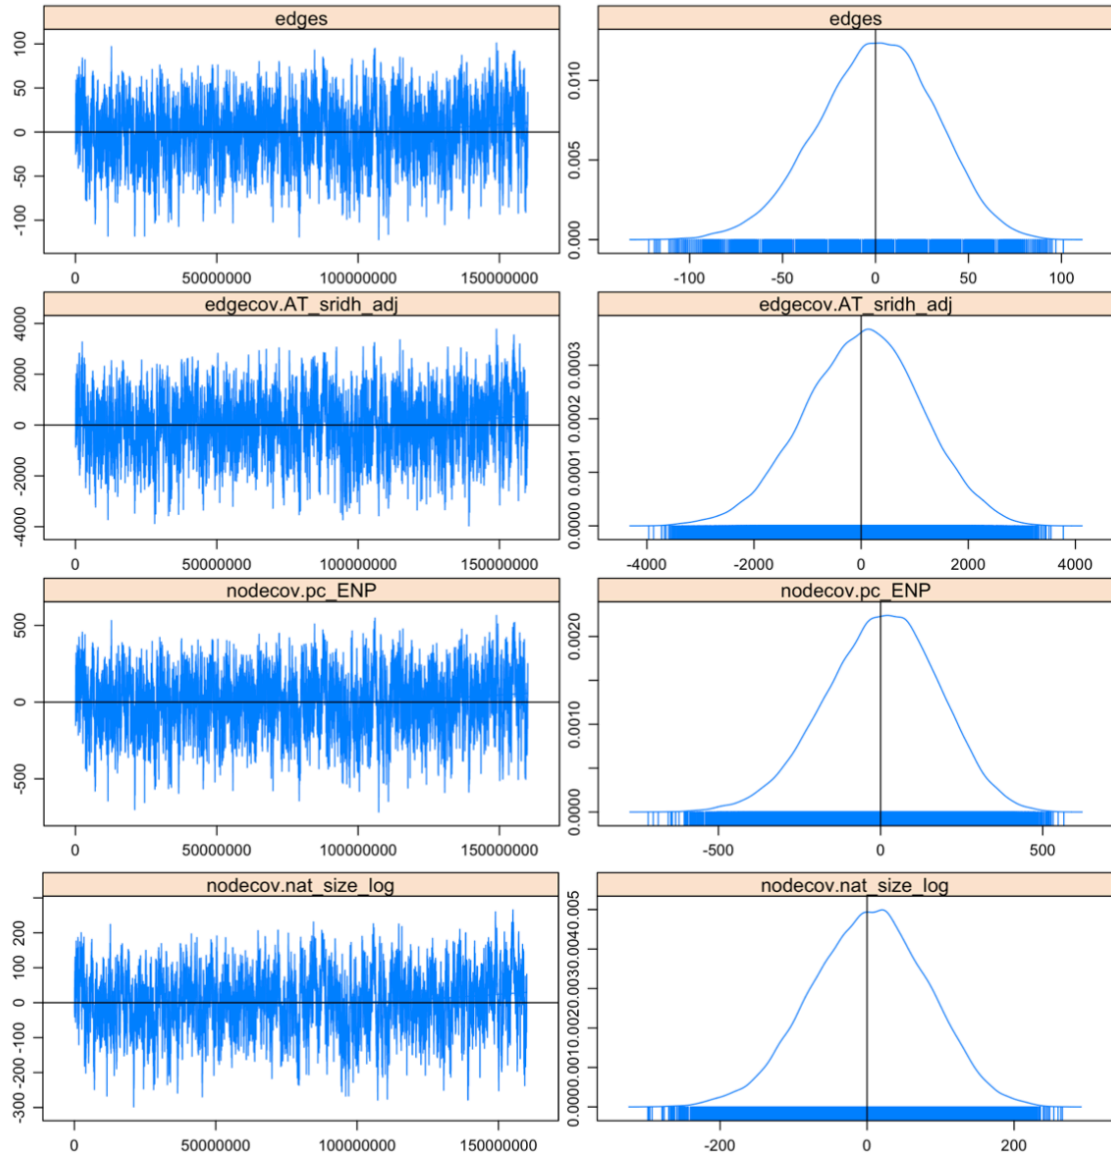 edges
100
50
0
-50
-100
0 50000000 100000000 150000000
edges
0.010
0.005
0.000
-100 -50 0 50 100
edgecov.AT_sridh_adj
4000
2000
0
-2000
-4000
0 50000000 100000000 150000000
edgecov.AT_sridh_adj
0.0003
0.0002
0.0001
0.0000
-4000 -2000 0 2000 4000
nodecov.pc_ENP
500
0
-500
0 50000000 100000000 150000000
nodecov.pc_ENP
0.0020
0.0010
0.0000
-500 0 500
nodecov.nat_size_log
200
100
0
-100
-300
0 50000000 100000000 150000000
nodecov.nat_size_log
0.0000.0010.0020.0030.0040.005
-200 0 200